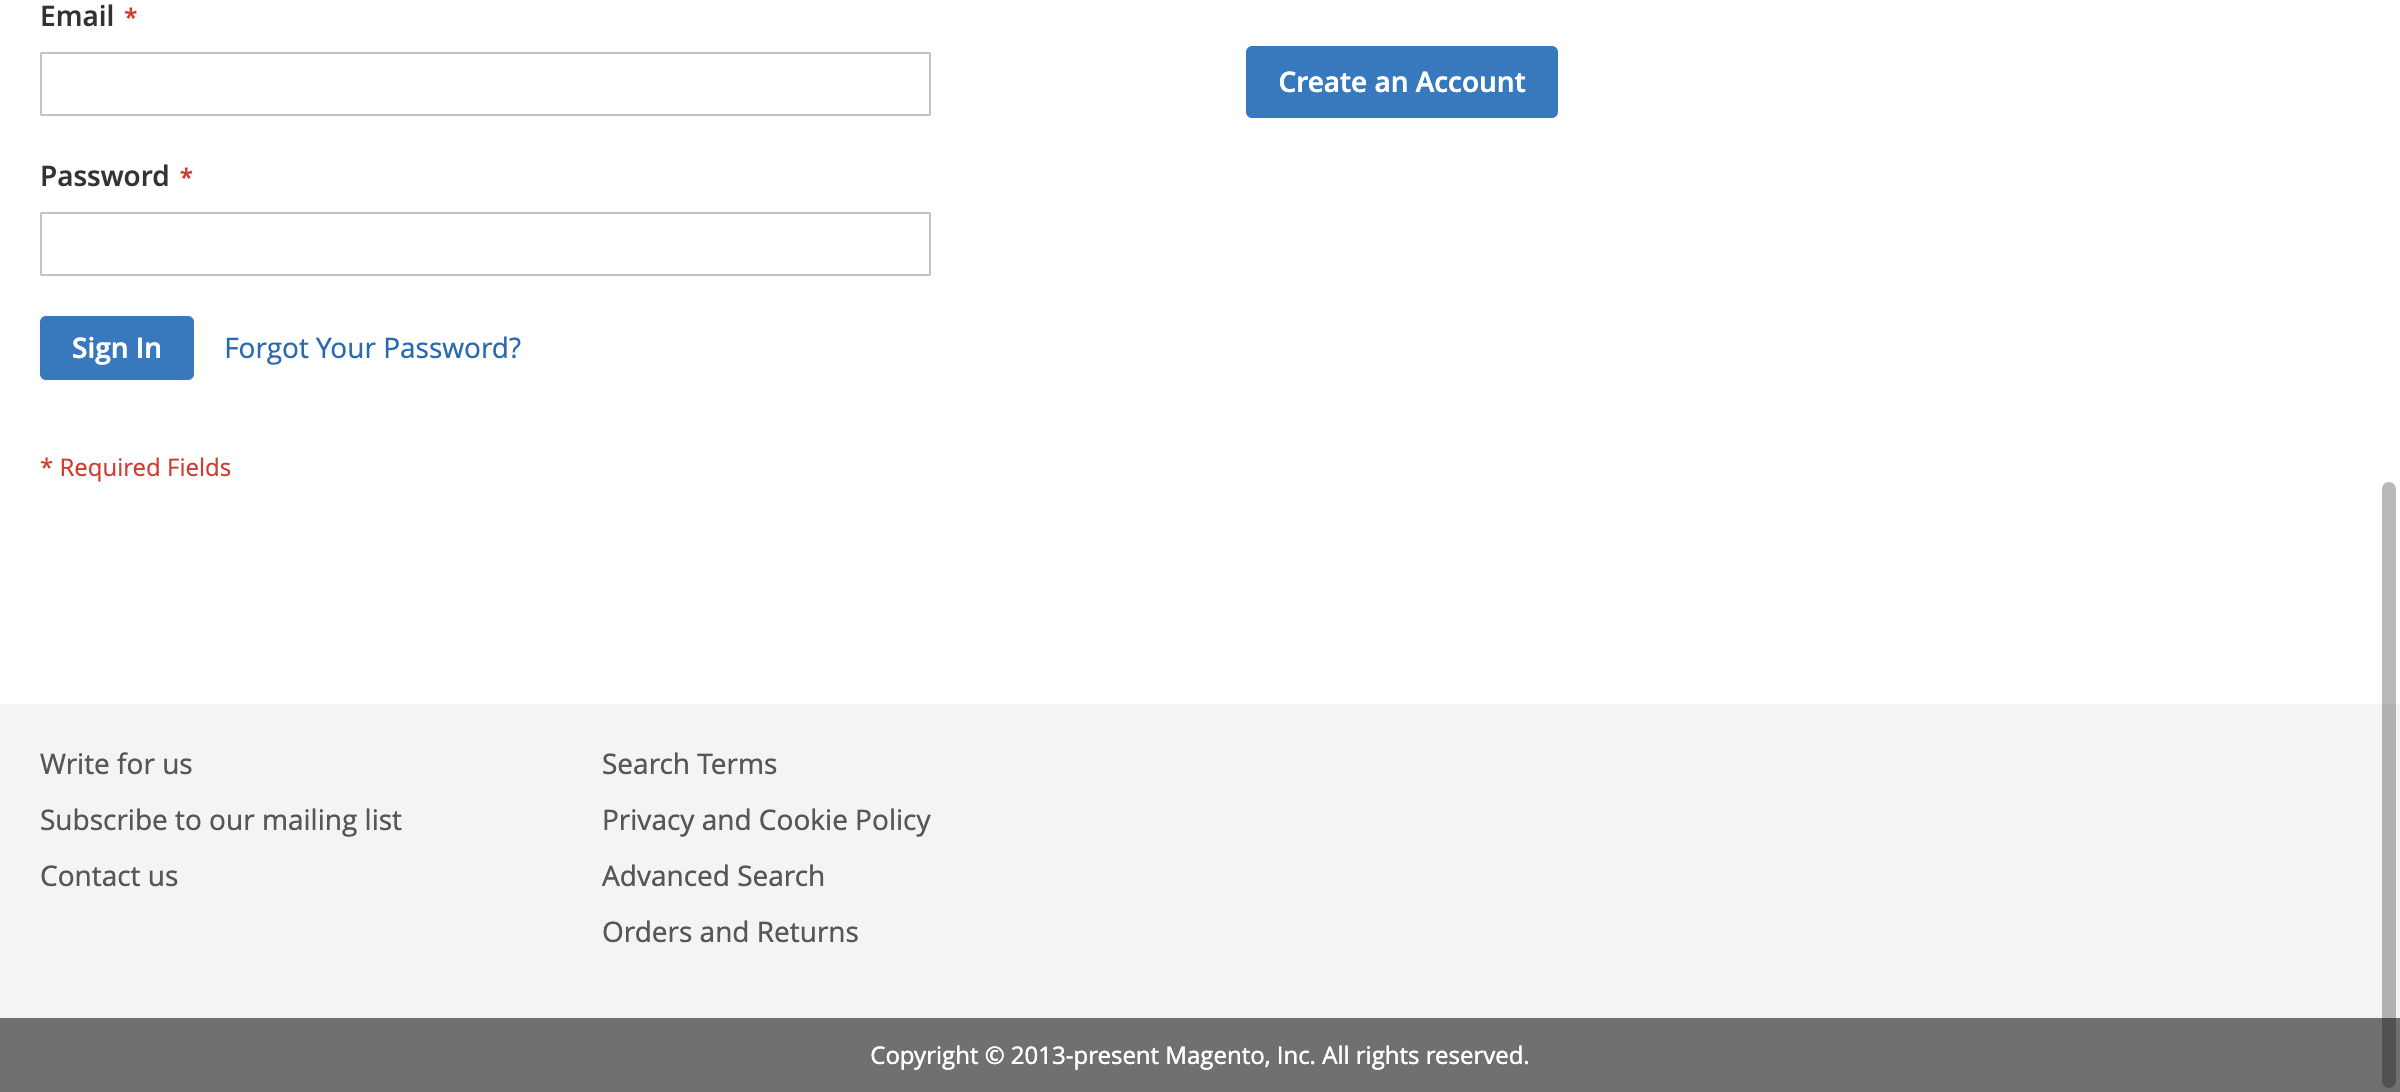 Email *
Create an Account
Password *
Sign In
Forgot Your Password?
* Required Fields
Write for us
Subscribe to our mailing list
Contact us
Search Terms
Privacy and Cookie Policy
Advanced Search
Orders and Returns
Copyright © 2013-present Magento, Inc. All rights reserved.